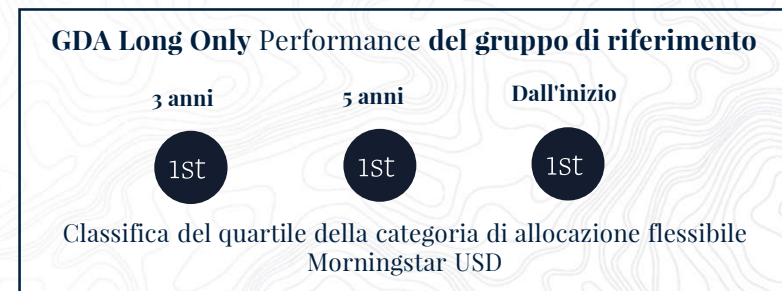 GDA Long Only Performance del gruppo di riferimento
3 anni 5 anni Dall'inizio
1st 1st 1st
Classifica del quartile della categoria di allocazione flessibile
Morningstar USD